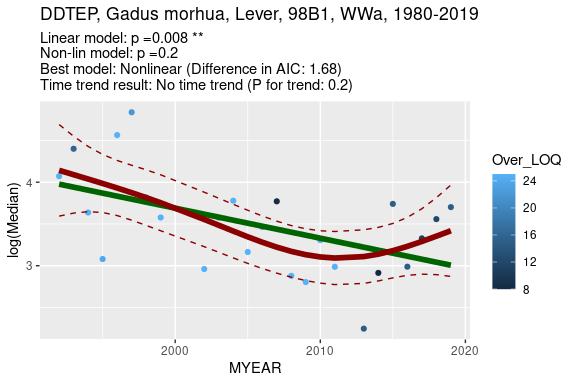 DDTEP, Gadus morhua, Lever, 98B1, WWa, 1980-2019
Linear model: p =0.008 **
Non-lin model: p =0.2
Best model: Nonlinear (Difference in AIC: 1.68)
Time trend result: No time trend (P for trend: 0.2)
log(Median)
4
3
2000
2010
2020
MYEAR
Over_LOQ
24
20
16
12
8